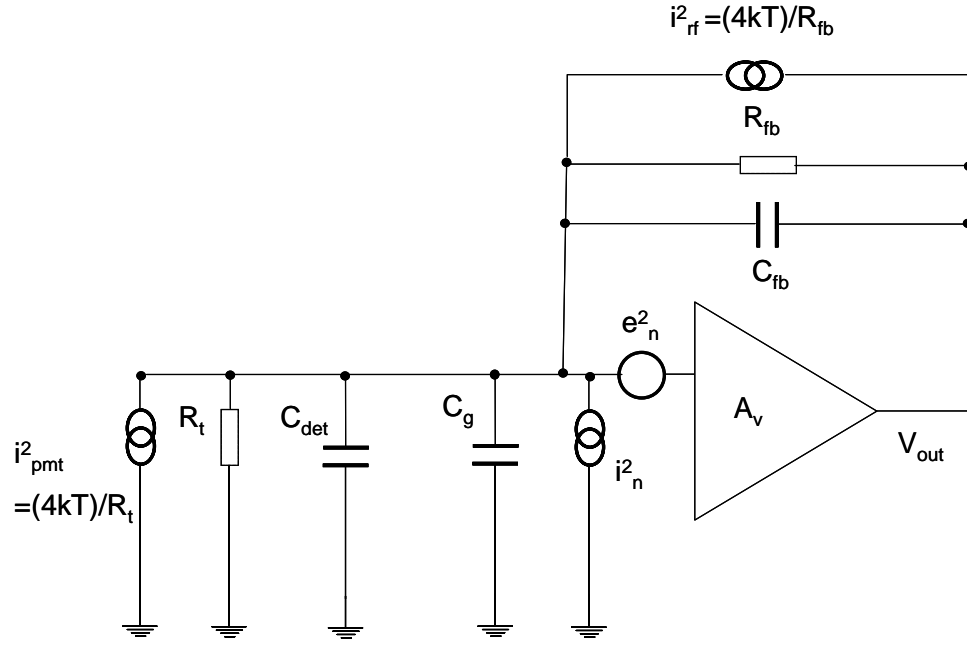 i²rf =(4kT)/Rfb
Rfb
Cfb
e²n
Av
Vout
Rt
Cdet
Cg
i²n
i²pmt
=(4kT)/Rt